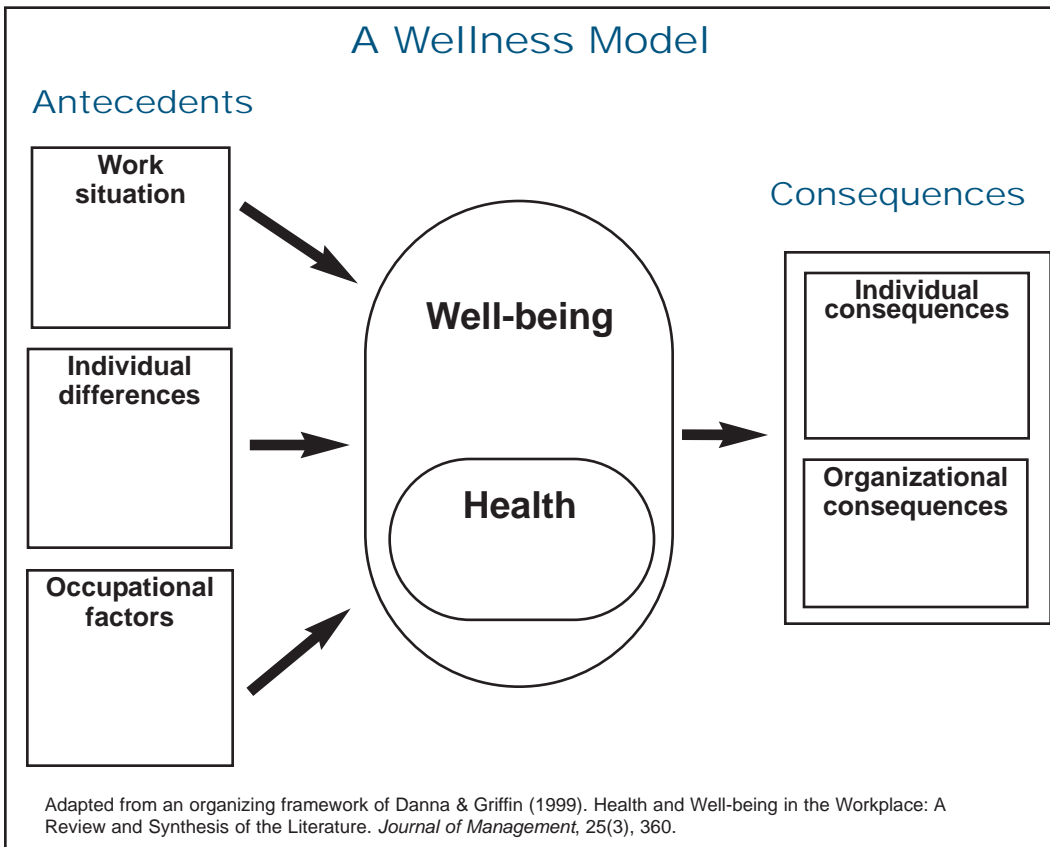 A Wellness Model
Antecedents
Work
situation
Individual
differences
Occupational
factors
Well-being
Health
Consequences
Individual
consequences
Organizational
consequences
Adapted from an organizing framework of Danna & Griffin (1999). Health and Well-being in the Workplace: A
Review and Synthesis of the Literature. Journal of Management, 25(3), 360.